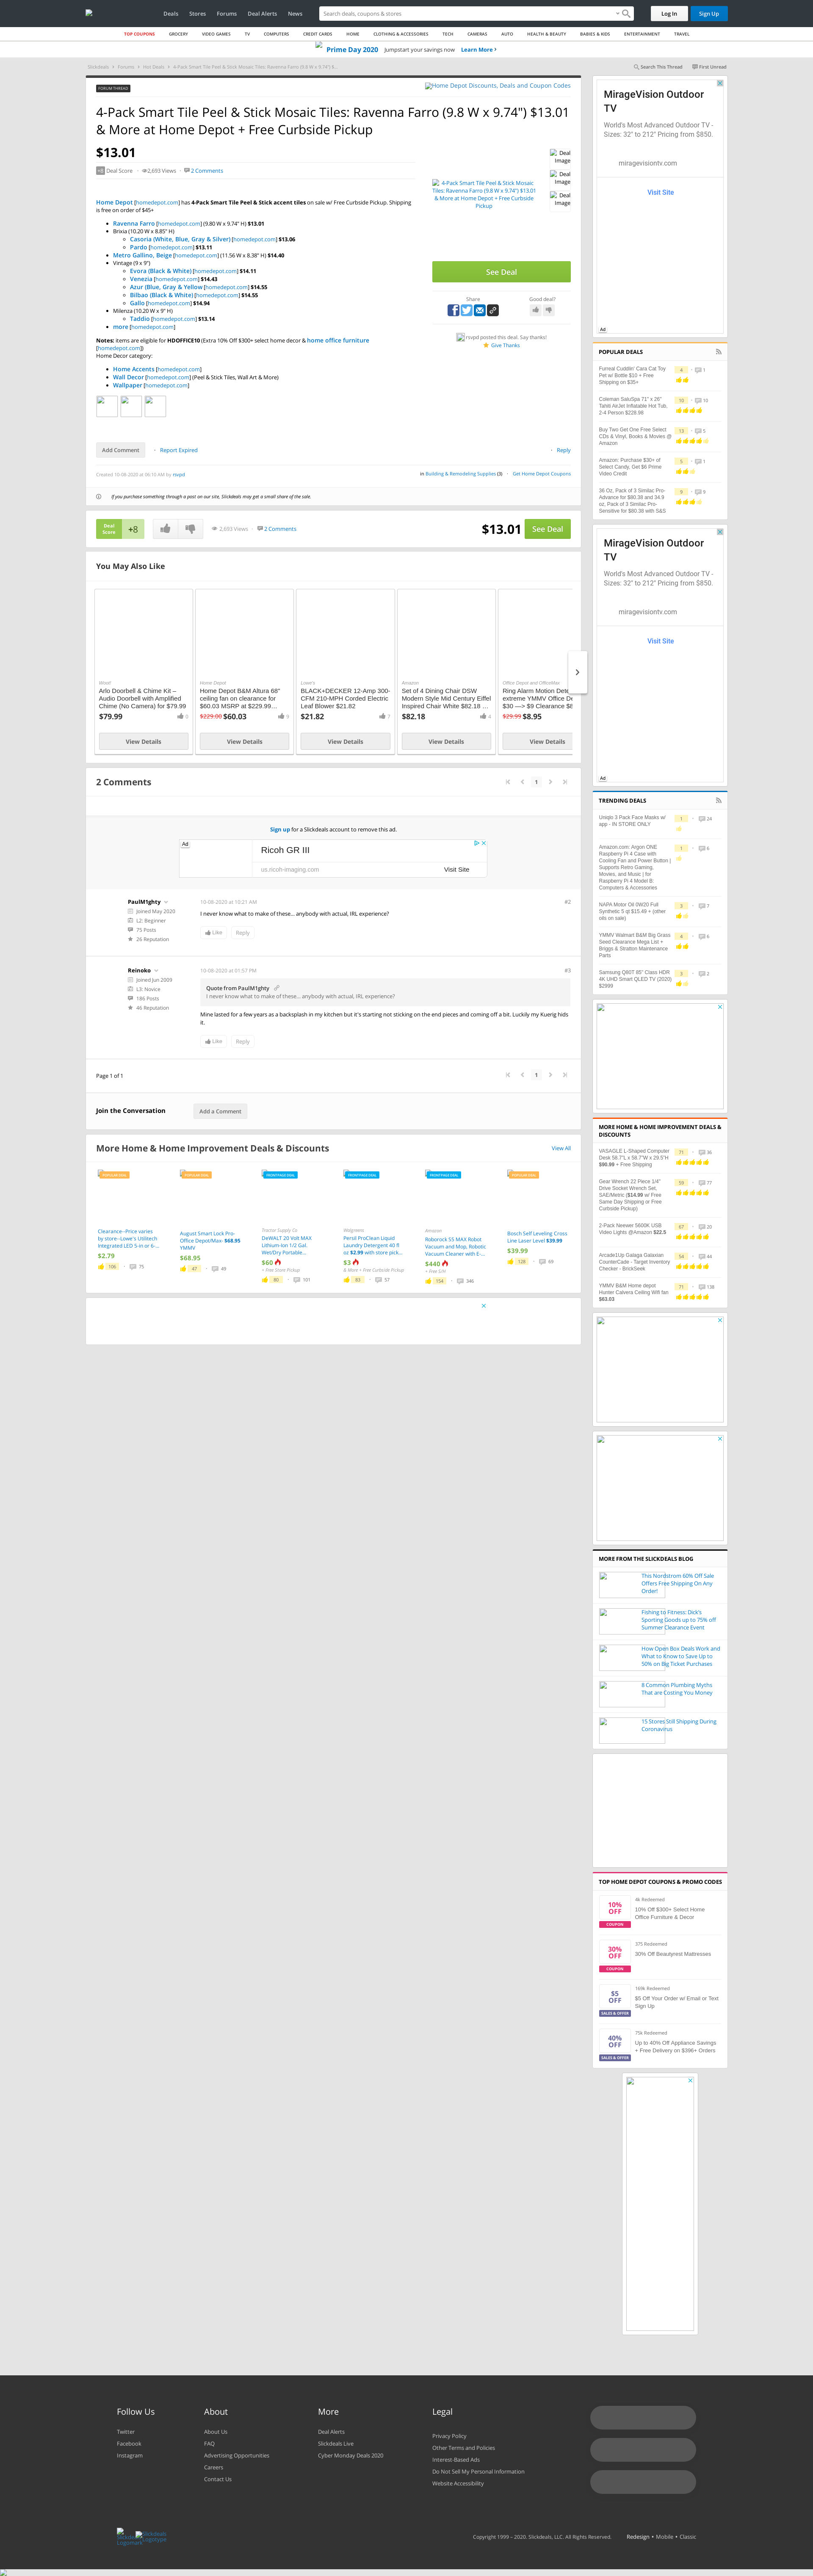 Deals
Stores
Forums
Deal Alerts
News
Search deals, coupons & stores
Log In
Sign Up
TOP COUPONS
GROCERY
VIDEO GAMES
TV
COMPUTERS
CREDIT CARDS
HOME
CLOTHING & ACCESSORIES
TECH
CAMERAS
AUTO
HEALTH & BEAUTY
BABIES & KIDS
ENTERTAINMENT
TRAVEL
Prime Day 2020 Jumpstart your savings now Learn More ›
Slickdeals › Forums › Hot Deals › 4-Pack Smart Tile Peel & Stick Mosaic Tiles: Ravenna Farro (9.8 W x 9.74") $...
Search This Thread
First Unread
FORUM THREAD
Home Depot Discounts, Deals and Coupon Codes
4-Pack Smart Tile Peel & Stick Mosaic Tiles: Ravenna Farro (9.8 W x 9.74") $13.01
& More at Home Depot + Free Curbside Pickup
$13.01
+8 Deal Score
2,693 Views
2 Comments
4-Pack Smart Tile Peel & Stick Mosaic
Tiles: Ravenna Farro (9.8 W x 9.74") $13.01
& More at Home Depot + Free Curbside
Pickup
Deal
Image
Deal
Image
Deal
Image
Home Depot [homedepot.com] has 4-Pack Smart Tile Peel & Stick accent tiles on sale w/ Free Curbside Pickup. Shipping
is free on order of $45+
Ravenna Farro [homedepot.com] (9.80 W x 9.74" H) $13.01
Brixia (10.20 W x 8.85" H)
Casoria (White, Blue, Gray & Silver) [homedepot.com] $13.06
Pardo [homedepot.com] $13.11
Metro Gallino, Beige [homedepot.com] (11.56 W x 8.38" H) $14.40
Vintage (9 x 9")
Evora (Black & White) [homedepot.com] $14.11
Venezia [homedepot.com] $14.43
Azur (Blue, Gray & Yellow [homedepot.com] $14.55
Bilbao (Black & White) [homedepot.com] $14.55
Gallo [homedepot.com] $14.94
Milenza (10.20 W x 9" H)
Taddio [homedepot.com] $13.14
more [homedepot.com]
Notes: items are eligible for HDOFFICE10 (Extra 10% Off $300+ select home decor & home office furniture
[homedepot.com])
Home Decor category:
Home Accents [homedepot.com]
Wall Decor [homedepot.com] (Peel & Stick Tiles, Wall Art & More)
Wallpaper [homedepot.com]
See Deal
Share
Good deal?
rsvpd posted this deal. Say thanks!
Give Thanks
Add Comment
Report Expired
Reply
Created 10-08-2020 at 06:10 AM by rsvpd
in Building & Remodeling Supplies (3)
Get Home Depot Coupons
If you purchase something through a post on our site, Slickdeals may get a small share of the sale.
Deal
Score
+8
2,693 Views
2 Comments
$13.01
See Deal
You May Also Like
Woot!
Arlo Doorbell & Chime Kit –
Audio Doorbell with Amplified
Chime (No Camera) for $79.99
$79.99
View Details
Home Depot
Home Depot B&M Altura 68"
ceiling fan on clearance for
$60.03 MSRP at $229.99...
$229.00 $60.03
View Details
Lowe's
BLACK+DECKER 12-Amp 300-
CFM 210-MPH Corded Electric
Leaf Blower $21.82
$21.82
View Details
Amazon
Set of 4 Dining Chair DSW
Modern Style Mid Century Eiffel
Inspired Chair White $82.18 ...
$82.18
View Details
Office Depot and OfficeMax
Ring Alarm Motion Dete
extreme YMMV Office De
$30 —> $9 Clearance $8
$29.99 $8.95
View Details
2 Comments
1
Sign up for a Slickdeals account to remove this ad.
Ad
Ricoh GR III
us.ricoh-imaging.com
Visit Site
PaulM1ghty
Joined May 2020
L2: Beginner
75 Posts
26 Reputation
10-08-2020 at 10:21 AM
#2
I never know what to make of these... anybody with actual, IRL, experience?
Like
Reply
Reinoko
Joined Jun 2009
L3: Novice
186 Posts
46 Reputation
10-08-2020 at 01:57 PM
#3
Quote from PaulM1ghty
I never know what to make of these... anybody with actual, IRL, experience?
Mine lasted for a few years as a backsplash in my kitchen but it's starting not sticking on the end pieces and coming off a bit. Luckily my Kuerig hids
it.
Like
Reply
Page 1 of 1
1
Join the Conversation
Add a Comment
More Home & Home Improvement Deals & Discounts
View All
POPULAR DEAL
Clearance--Price varies
by store--Lowe's Utilitech
Integrated LED 5-in or 6-...
$2.79
106
75
POPULAR DEAL
August Smart Lock Pro-
Office Depot/Max- $68.95
YMMV
$68.95
47
49
FRONTPAGE DEAL
Tractor Supply Co
DeWALT 20 Volt MAX
Lithium-Ion 1/2 Gal.
Wet/Dry Portable...
$60
+ Free Store Pickup
80
101
FRONTPAGE DEAL
Walgreens
Persil ProClean Liquid
Laundry Detergent 40 fl
oz $2.99 with store pick...
$3
& More + Free Curbside Pickup
83
57
FRONTPAGE DEAL
Amazon
Roborock S5 MAX Robot
Vacuum and Mop, Robotic
Vacuum Cleaner with E-...
$440
+ Free S/H
154
346
POPULAR DEAL
Bosch Self Leveling Cross
Line Laser Level $39.99
$39.99
128
69
MirageVision Outdoor
TV
World's Most Advanced Outdoor TV -
Sizes: 32" to 212" Pricing from $850.
miragevisiontv.com
Visit Site
Ad
POPULAR DEALS
FurReal Cuddlin' Cara Cat Toy
Pet w/ Bottle $10 + Free
Shipping on $35+
4
1
Coleman SaluSpa 71" x 26"
Tahiti AirJet Inflatable Hot Tub,
2-4 Person $228.98
10
10
Buy Two Get One Free Select
CDs & Vinyl, Books & Movies @
Amazon
13
5
Amazon: Purchase $30+ of
Select Candy, Get $6 Prime
Video Credit
5
1
36 Oz, Pack of 3 Similac Pro-
Advance for $80.38 and 34.9
oz, Pack of 3 Similac Pro-
Sensitive for $80.38 with S&S
9
9
MirageVision Outdoor
TV
World's Most Advanced Outdoor TV -
Sizes: 32" to 212" Pricing from $850.
miragevisiontv.com
Visit Site
Ad
TRENDING DEALS
Uniqlo 3 Pack Face Masks w/
app - IN STORE ONLY
1
24
Amazon.com: Argon ONE
Raspberry Pi 4 Case with
Cooling Fan and Power Button |
Supports Retro Gaming,
Movies, and Music | for
Raspberry Pi 4 Model B:
Computers & Accessories
1
6
NAPA Motor Oil 0W20 Full
Synthetic 5 qt $15.49 + (other
oils on sale)
3
7
YMMV Walmart B&M Big Grass
Seed Clearance Mega List +
Briggs & Stratton Maintenance
Parts
4
6
Samsung Q80T 85" Class HDR
4K UHD Smart QLED TV (2020)
$2999
3
2
MORE HOME & HOME IMPROVEMENT DEALS &
DISCOUNTS
VASAGLE L-Shaped Computer
Desk 58.7"L x 58.7"W x 29.5"H
$90.99 + Free Shipping
71
36
Gear Wrench 22 Piece 1/4"
Drive Socket Wrench Set,
SAE/Metric ($14.99 w/ Free
Same Day Shipping or Free
Curbside Pickup)
59
77
2-Pack Neewer 5600K USB
Video Lights @Amazon $22.5
67
20
Arcade1Up Galaga Galaxian
CounterCade - Target Inventory
Checker - BrickSeek
54
44
YMMV B&M Home depot
Hunter Calvera Ceiling Wifi fan
$63.03
71
138
MORE FROM THE SLICKDEALS BLOG
This Nordstrom 60% Off Sale
Offers Free Shipping On Any
Order!
Fishing to Fitness: Dick's
Sporting Goods up to 75% off
Summer Clearance Event
How Open Box Deals Work and
What to Know to Save Up to
50% on Big Ticket Purchases
8 Common Plumbing Myths
That are Costing You Money
15 Stores Still Shipping During
Coronavirus
TOP HOME DEPOT COUPONS & PROMO CODES
10%
OFF
COUPON
4k Redeemed
10% Off $300+ Select Home
Office Furniture & Decor
30%
OFF
COUPON
375 Redeemed
30% Off Beautyrest Mattresses
$5
OFF
SALES & OFFER
169k Redeemed
$5 Off Your Order w/ Email or Text
Sign Up
40%
OFF
SALES & OFFER
75k Redeemed
Up to 40% Off Appliance Savings
+ Free Delivery on $396+ Orders
Follow Us
Twitter
Facebook
Instagram
About
About Us
FAQ
Advertising Opportunities
Careers
Contact Us
More
Deal Alerts
Slickdeals Live
Cyber Monday Deals 2020
Legal
Privacy Policy
Other Terms and Policies
Interest-Based Ads
Do Not Sell My Personal Information
Website Accessibility
Slickdeals
Logotype
Copyright 1999 - 2020. Slickdeals, LLC. All Rights Reserved.
Redesign • Mobile • Classic